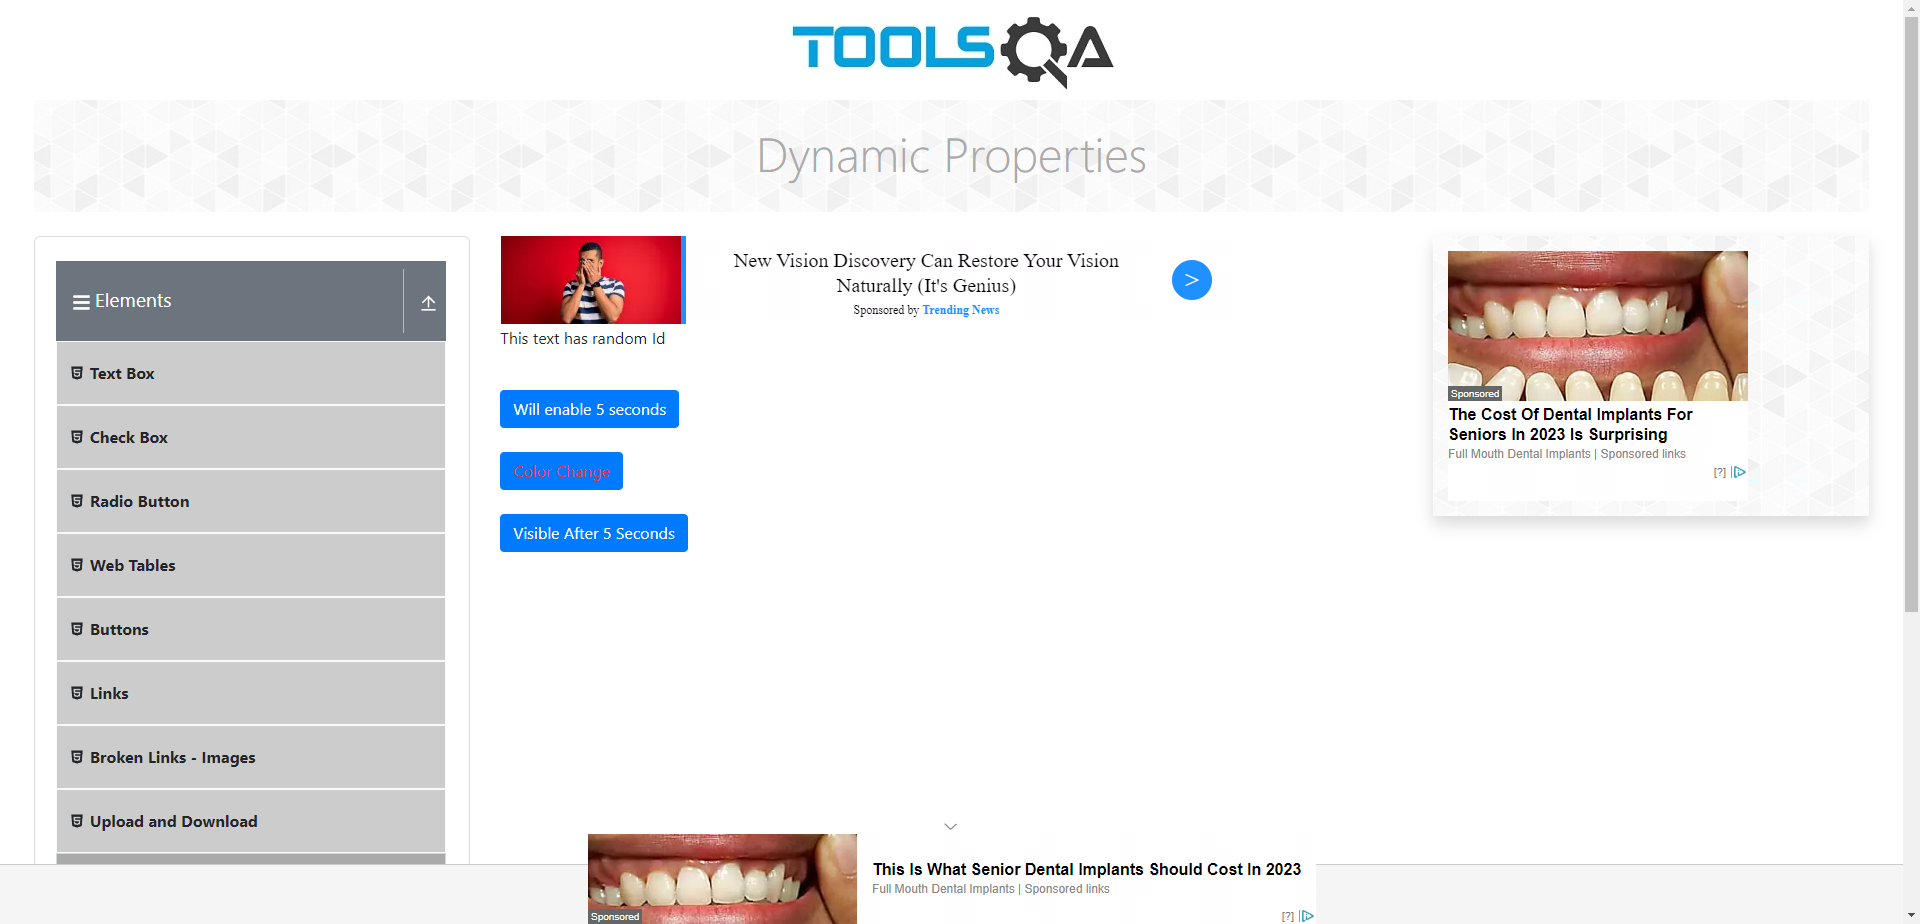 TOOLSQA
Dynamic Properties
Elements
Text Box
Check Box
Radio Button
Web Tables
Buttons
Links
Broken Links - Images
Upload and Download
New Vision Discovery Can Restore Your Vision
Naturally (It's Genius)
Sponsored by Trending News
>
This text has random Id
Will enable 5 seconds
Color Change
Visible After 5 Seconds
Sponsored
The Cost Of Dental Implants For
Seniors In 2023 Is Surprising
Full Mouth Dental Implants | Sponsored links
[?]
This Is What Senior Dental Implants Should Cost In 2023
Full Mouth Dental Implants | Sponsored links
Sponsored
[?]